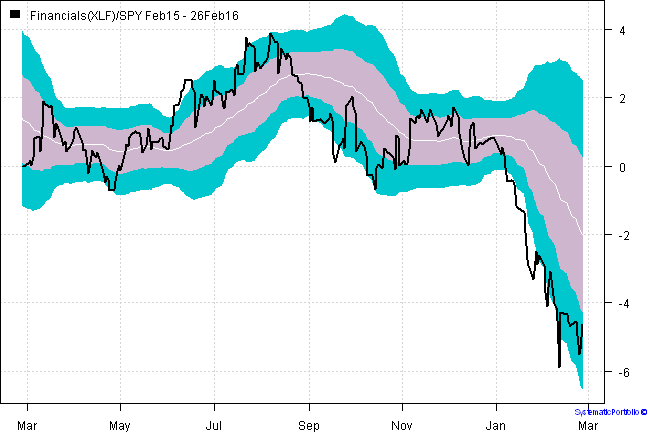 Financials(XLF)/SPY Feb15 - 26Feb16
4
2
0
-2
-4
-6
SystematicPortfolio ©
Mar May Jul Sep Nov Jan Mar